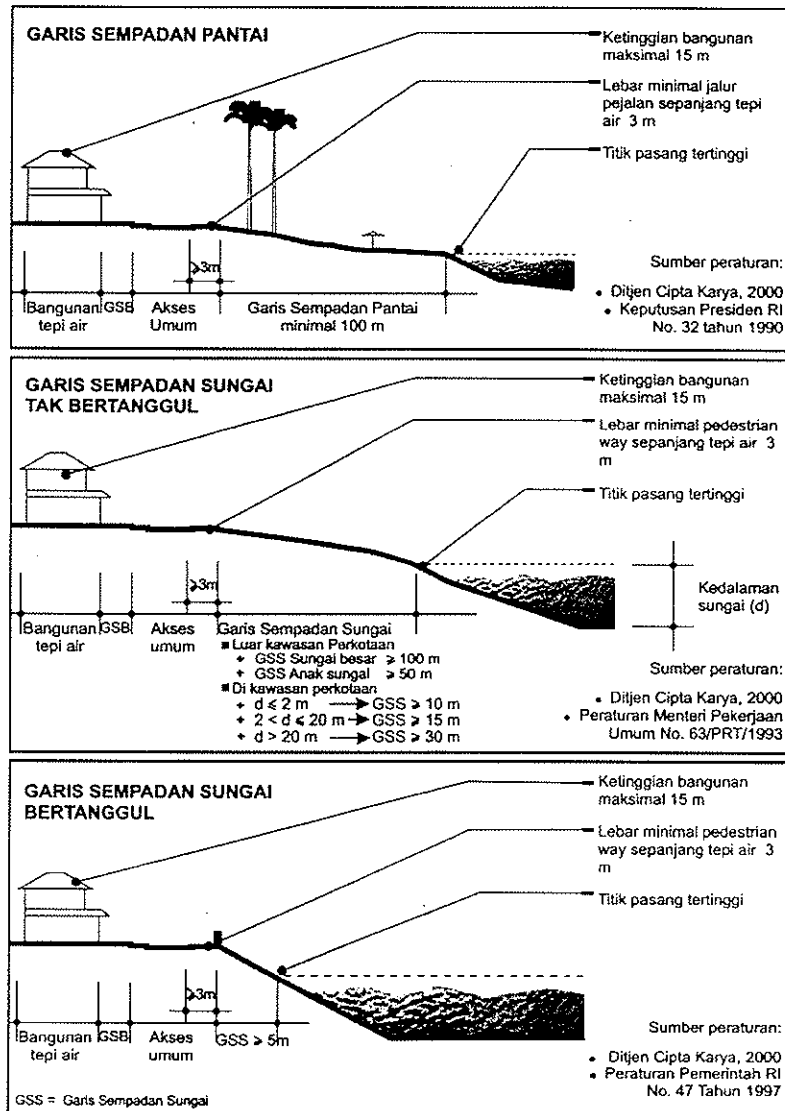 GARIS SEMPADAN PANTAI
Ketinggian bangunan
maksimal 15 m
Lebar minimal jalur
pejalan sepanjang tepi
air 3 m
Titik pasang tertinggi
⩾3m
Bangunan
tepi air
GSB
Akses
Umum
Garis Sempadan Pantai
minimal 100 m
Sumber peraturan:
Ditjen Cipta Karya, 2000
Keputusan Presiden RI
No. 32 tahun 1990
GARIS SEMPADAN SUNGAI
TAK BERTANGGUL
Ketinggian bangunan
maksimal 15 m
Lebar minimal pedestrian
way sepanjang tepi air 3
m
Titik pasang tertinggi
Kedalaman
sungai (d)
⩾3m
Bangunan
tepi air
GSB
Akses
umum
Garis Sempadan Sungai
■ Luar kawasan Perkotaan
+ GSS Sungai besar ⩾ 100 m
+ GSS Anak sungai ⩾ 50 m
■ Di kawasan perkotaan
+ d ⩽ 2 m → GSS ⩾ 10 m
+ 2 < d ⩽ 20 m → GSS ⩾ 15 m
+ d > 20 m → GSS ⩾ 30 m
Sumber peraturan:
Ditjen Cipta Karya, 2000
Peraturan Menteri Pekerjaan
Umum No. 63/PRT/1993
GARIS SEMPADAN SUNGAI
BERTANGGUL
Ketinggian bangunan
maksimal 15 m
Lebar minimal pedestrian
way sepanjang tepi air 3
m
Titik pasang tertinggi
⩾3m
Bangunan
tepi air
GSB
Akses
umum
GSS ⩾ 5m
Sumber peraturan:
Ditjen Cipta Karya, 2000
Peraturan Pemerintah RI
No. 47 Tahun 1997
GSS = Garis Sempadan Sungai